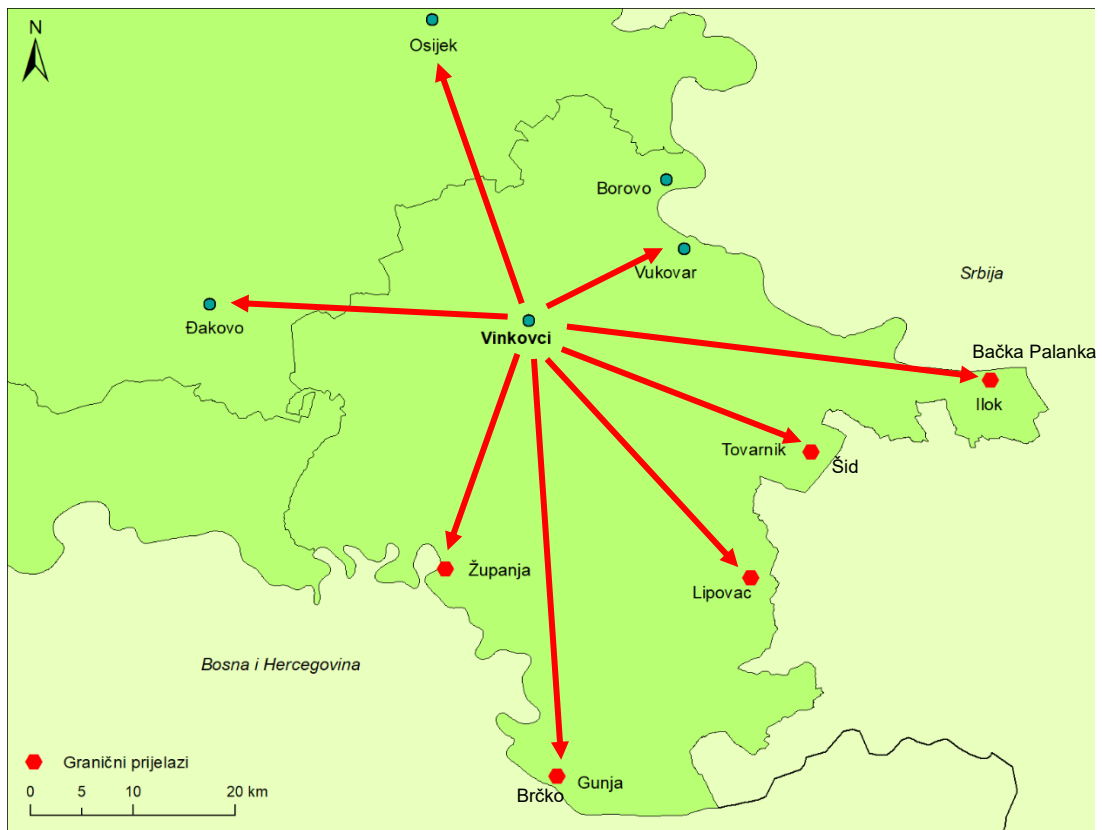 N
Osijek
Borovo
Vukovar
Srbija
Đakovo
Vinkovci
Bačka Palanka
Ilok
Tovarnik
Šid
Županja
Lipovac
Bosna i Hercegovina
Granični prijelazi
Gunja
Brčko
0 5 10 20 km